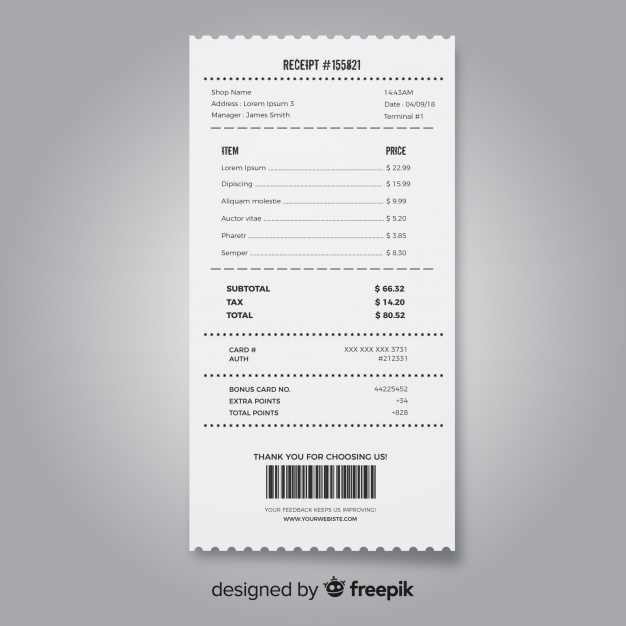 RECEIPT #155821
Shop Name 14:43AM
Address : Lorem Ipsum 3 Date : 04/09/18
Manager : James Smith Terminal #1
ITEM PRICE
Lorem Ipsum $ 22.99
Dipiscing $ 15.99
Aliquam molestie $ 9.99
Auctor vitae $ 5.20
Pharetr $ 3.85
Semper $ 8.30
SUBTOTAL $ 66.32
TAX $ 14.20
TOTAL $ 80.52
CARD # XXX XXX XXX 3731
AUTH #212331
BONUS CARD NO. 44225452
EXTRA POINTS +34
TOTAL POINTS +828
THANK YOU FOR CHOOSING US!
YOUR FEEDBACK KEEPS US IMPROVING!
WWW.YOURWEBISTE.COM
designed by freepik